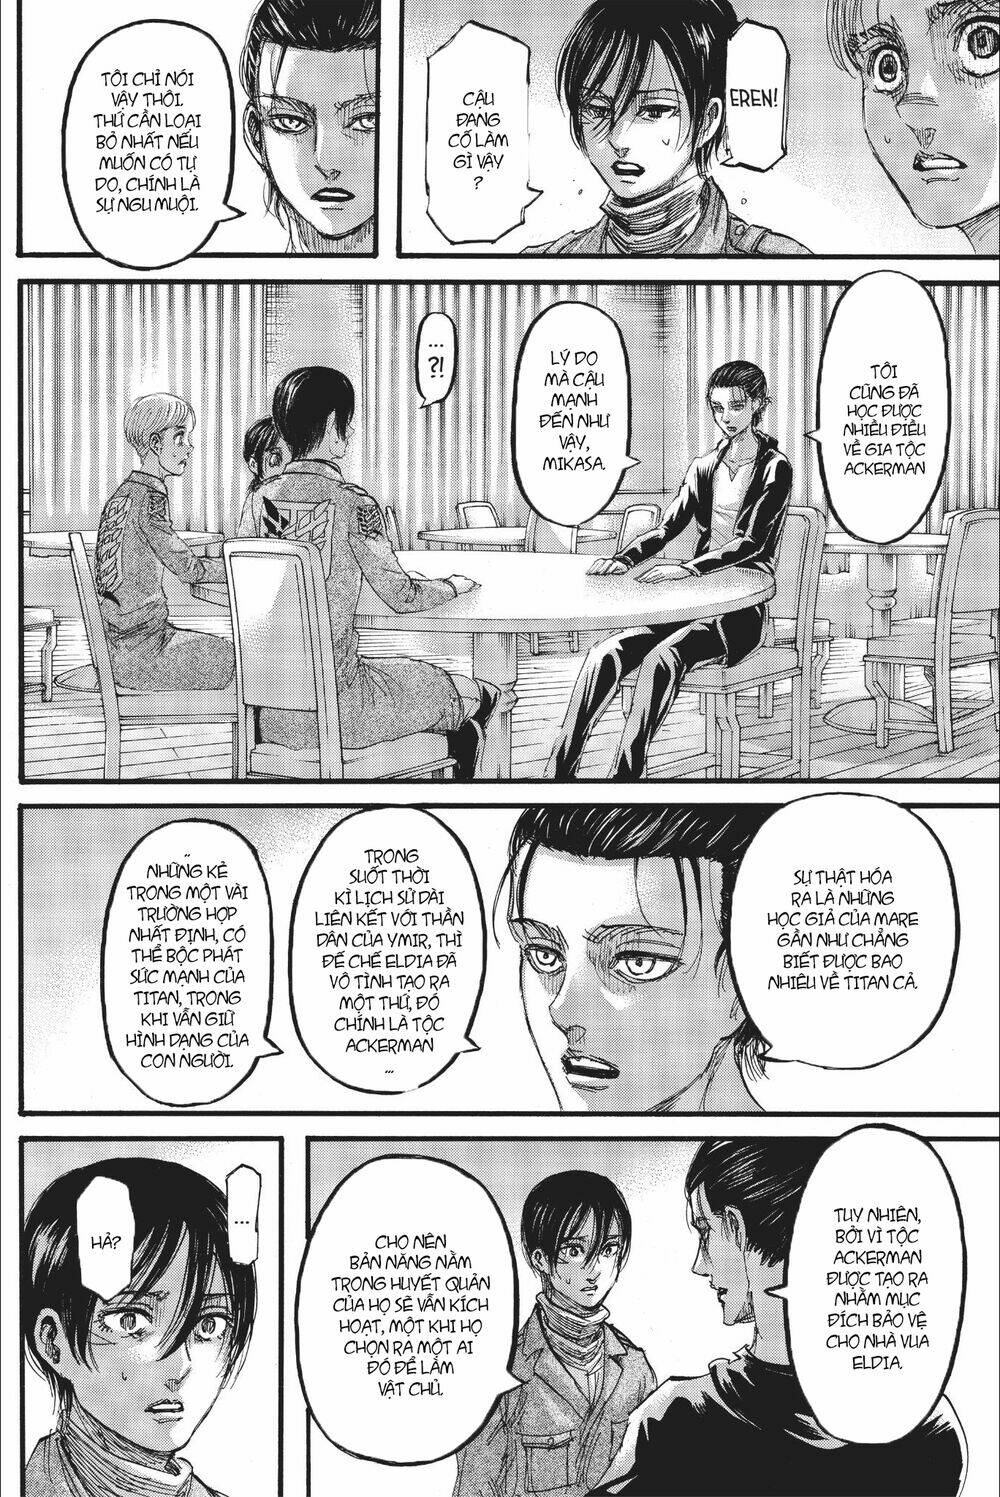 EREN!
CẬU
ĐANG
CỐ LÀM
GÌ VẬY
?
TÔI CHỈ NÓI
VẬY THÔI.
THỨ CẦN LOẠI
BỎ NHẤT NẾU
MUỐN CÓ TỰ
DO, CHÍNH LÀ
SỰ NGU MUỘI.
TÔI
CŨNG ĐÃ
HỌC ĐƯỢC
NHIỀU ĐIỀU
VỀ GIA TỘC
ACKERMAN
LÝ DO
MÀ CẬU
MẠNH
ĐẾN NHƯ
VẬY,
MIKASA.
...
?!
SỰ THẬT HÓA
RA LÀ NHỮNG
HỌC GIẢ CỦA MARE
GẦN NHƯ CHẲNG
BIẾT ĐƯỢC BAO
NHIÊU VỀ TITAN CẢ.
TRONG
SUỐT THỜI
KÌ LỊCH SỬ DÀI
LIÊN KẾT VỚI THẦN
DÂN CỦA YMIR, THÌ
ĐẾ CHẾ ELDIA ĐÃ
VÔ TÌNH TẠO RA
MỘT THỨ, ĐÓ
CHÍNH LÀ TỘC
ACKERMAN
...
..
NHỮNG KẺ
TRONG MỘT VÀI
TRƯỜNG HỢP
NHẤT ĐỊNH, CÓ
THỂ BỘC PHÁT
SỨC MẠNH CỦA
TITAN, TRONG
KHI VẪN GIỮ
HÌNH DẠNG CỦA
CON NGƯỜI.
TUY NHIÊN,
BỞI VÌ TỘC
ACKERMAN
ĐƯỢC TẠO RA
NHẰM MỤC
ĐÍCH BẢO VỆ
CHO NHÀ VUA
ELDIA.
CHO NÊN
BẢN NĂNG NẰM
TRONG HUYẾT QUẢN
CỦA HỌ SẼ VẪN KÍCH
HOẠT, MỘT KHI HỌ
CHỌN RA MỘT AI
ĐÓ ĐỂ LÀM
VẬT CHỦ.
...
HẢ?